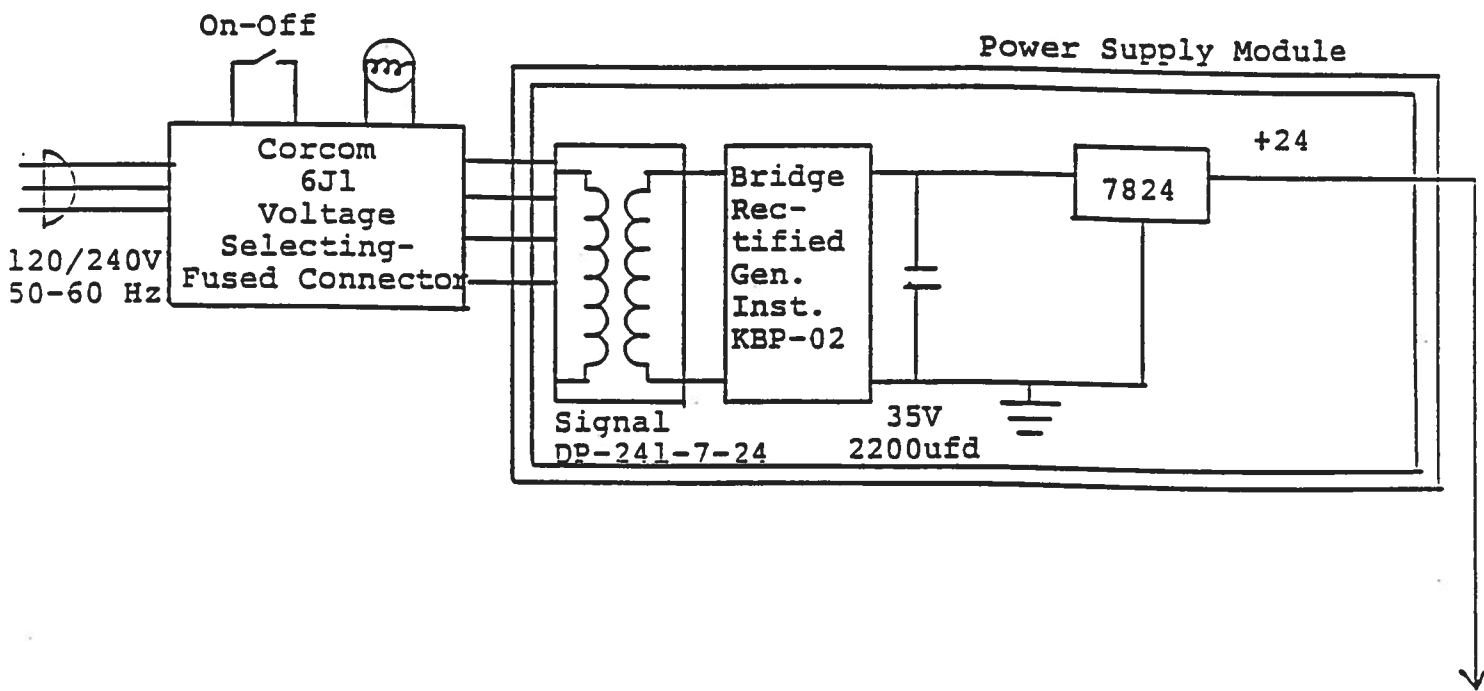 On-Off
Power Supply Module
Corcom
6J1
Voltage
Selecting-
Fused Connector
120/240V
50-60 Hz
+24
7824
Bridge
Rec-
tified
Gen.
Inst.
KBP-02
Signal
DP-241-7-24
35V
2200ufd